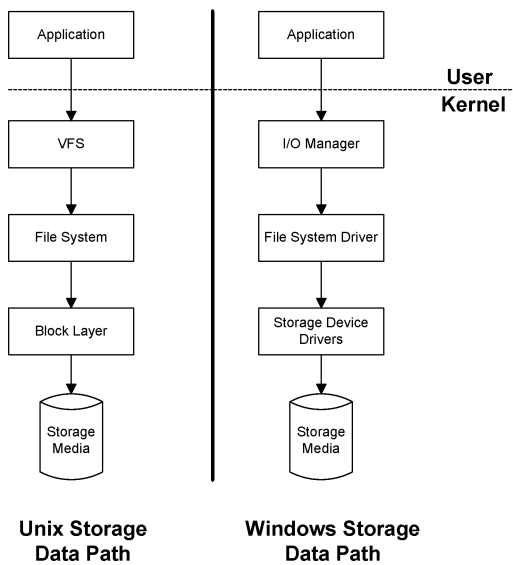 Application
VFS
File System
Block Layer
Storage
Media
Unix Storage
Data Path
Application
User
Kernel
I/O Manager
File System Driver
Storage Device
Drivers
Storage
Media
Windows Storage
Data Path